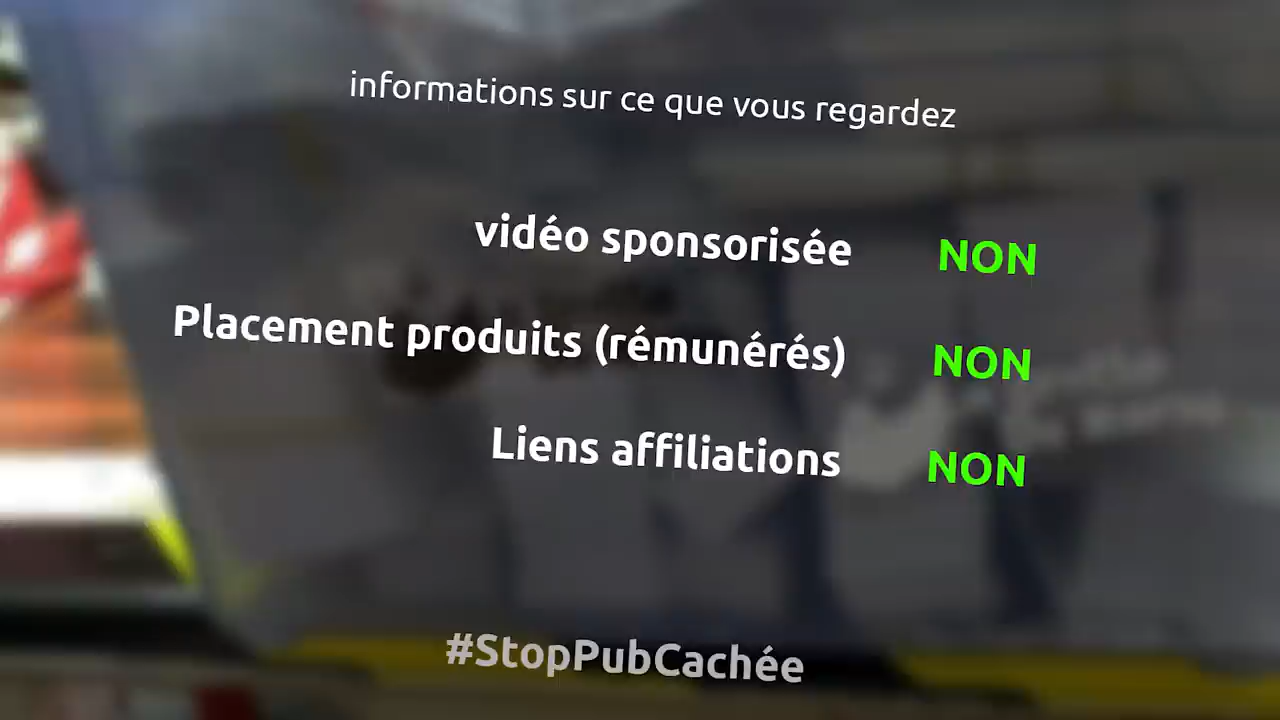 informations sur ce que vous regardez
vidéo sponsorisée NON
Placement produits (rémunérés) NON
Liens affiliations NON
#StopPubCachée